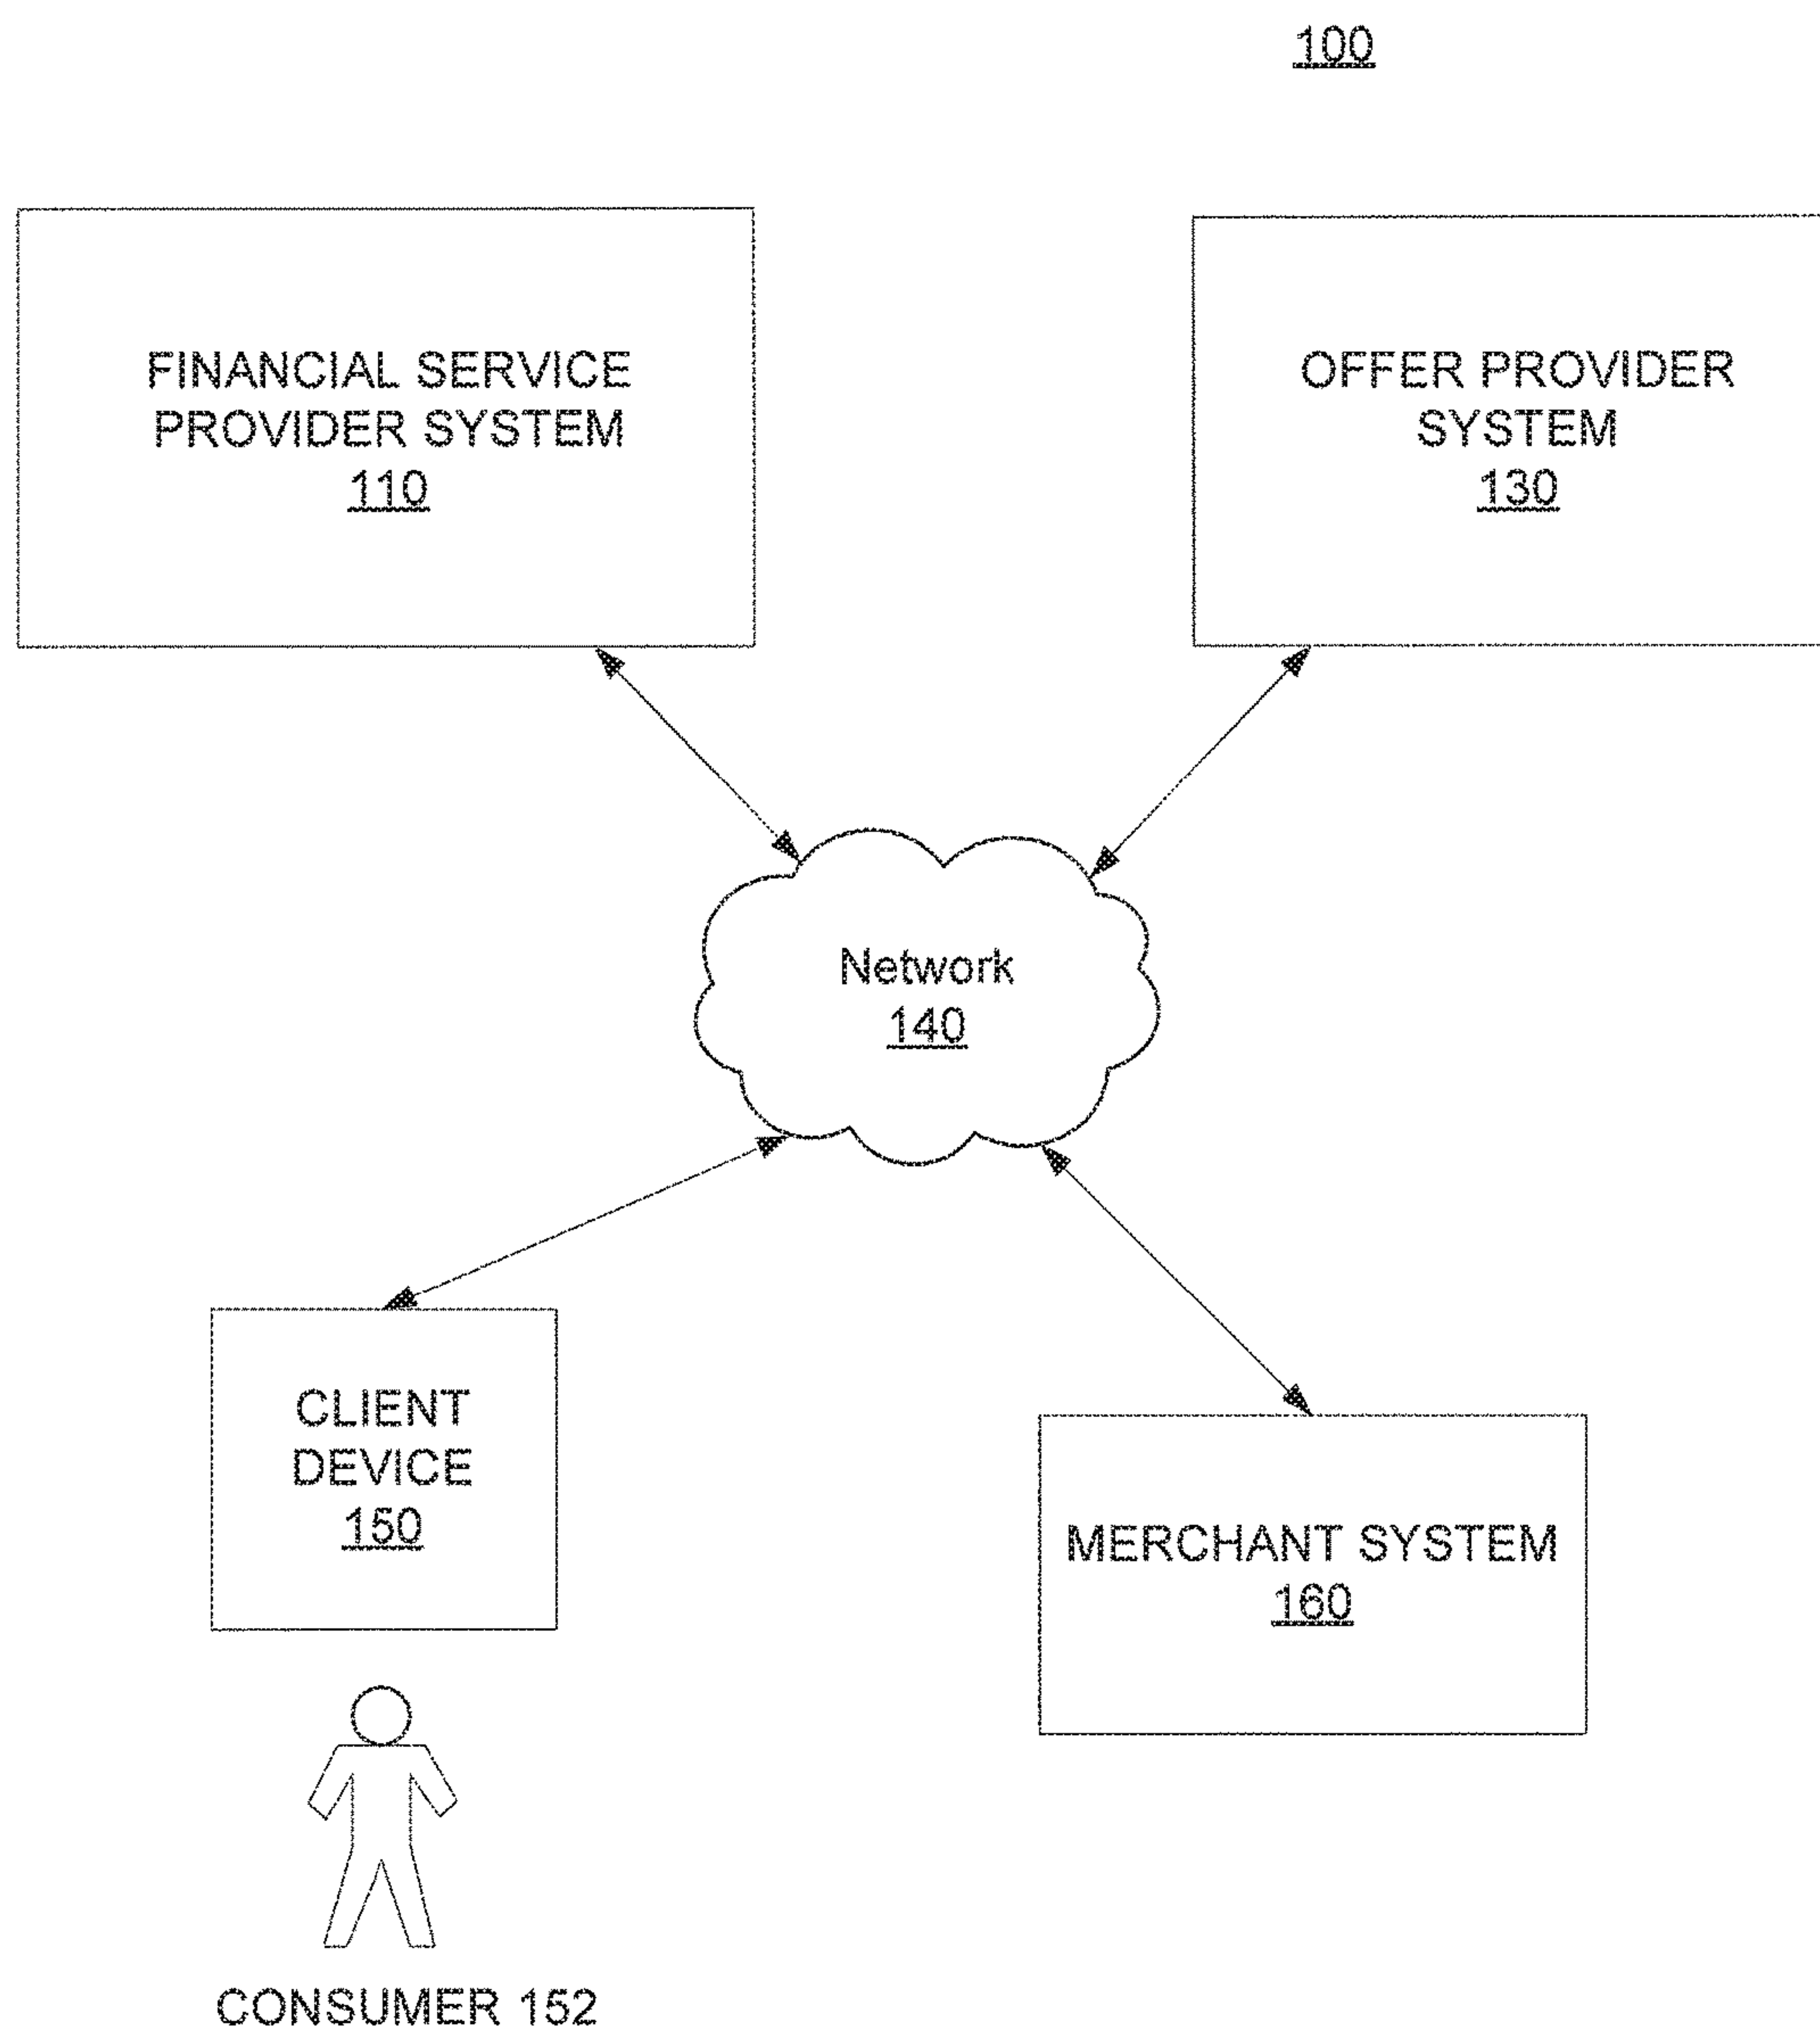 100
FINANCIAL SERVICE
PROVIDER SYSTEM
110
OFFER PROVIDER
SYSTEM
130
Network
140
CLIENT
DEVICE
150
MERCHANT SYSTEM
160
CONSUMER 152